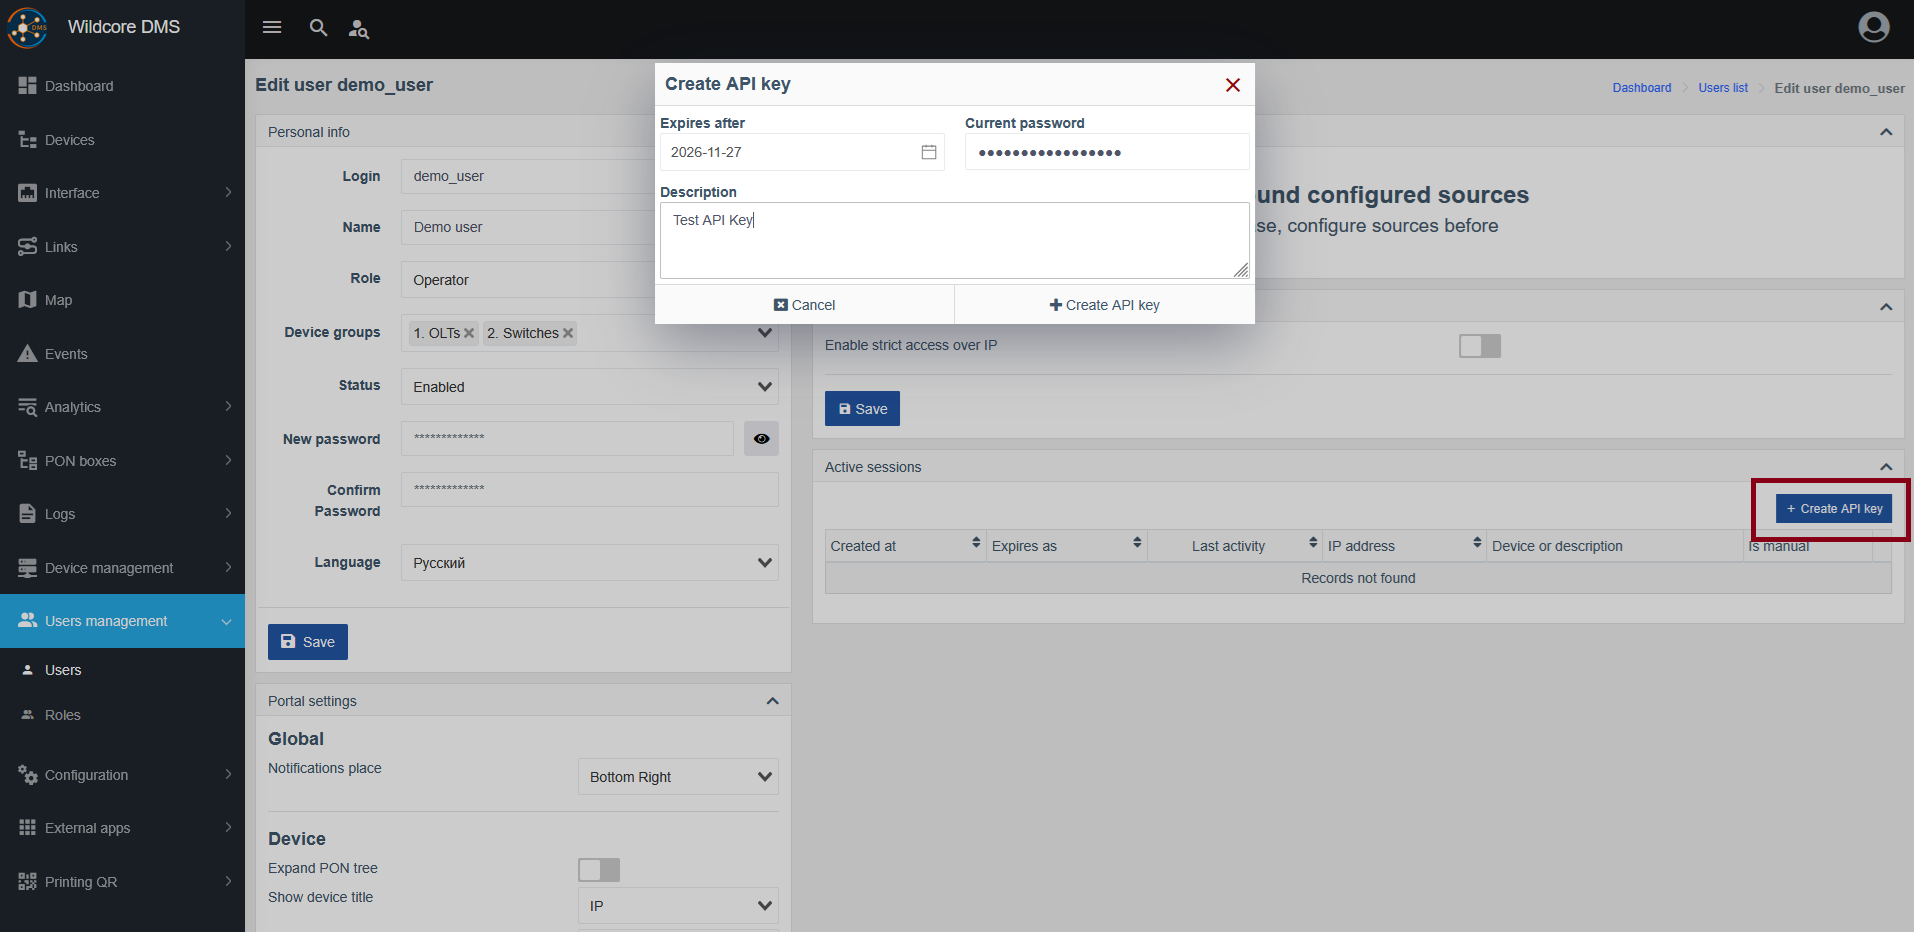 DMS
Wildcore DMS
Dashboard
Devices
Interface
Links
Map
Events
Analytics
PON boxes
Logs
Device management
Users management
Users
Roles
Configuration
External apps
Printing QR
Edit user demo_user
Dashboard
Users list
Edit user demo_user
Personal info
Login
demo_user
Name
Demo user
Role
Operator
Device groups
1. OLTs
2. Switches
Status
Enabled
New password
*************
Confirm
Password
*************
Language
Русский
Save
Portal settings
Global
Notifications place
Bottom Right
Device
Expand PON tree
Show device title
IP
Create API key
Expires after
2026-11-27
Current password
•••••••••••••••••
Description
Test API Key
Cancel
Create API key
und configured sources
se, configure sources before
Enable strict access over IP
Save
Active sessions
+ Create API key
Created at
Expires as
Last activity
IP address
Device or description
Is manual
Records not found